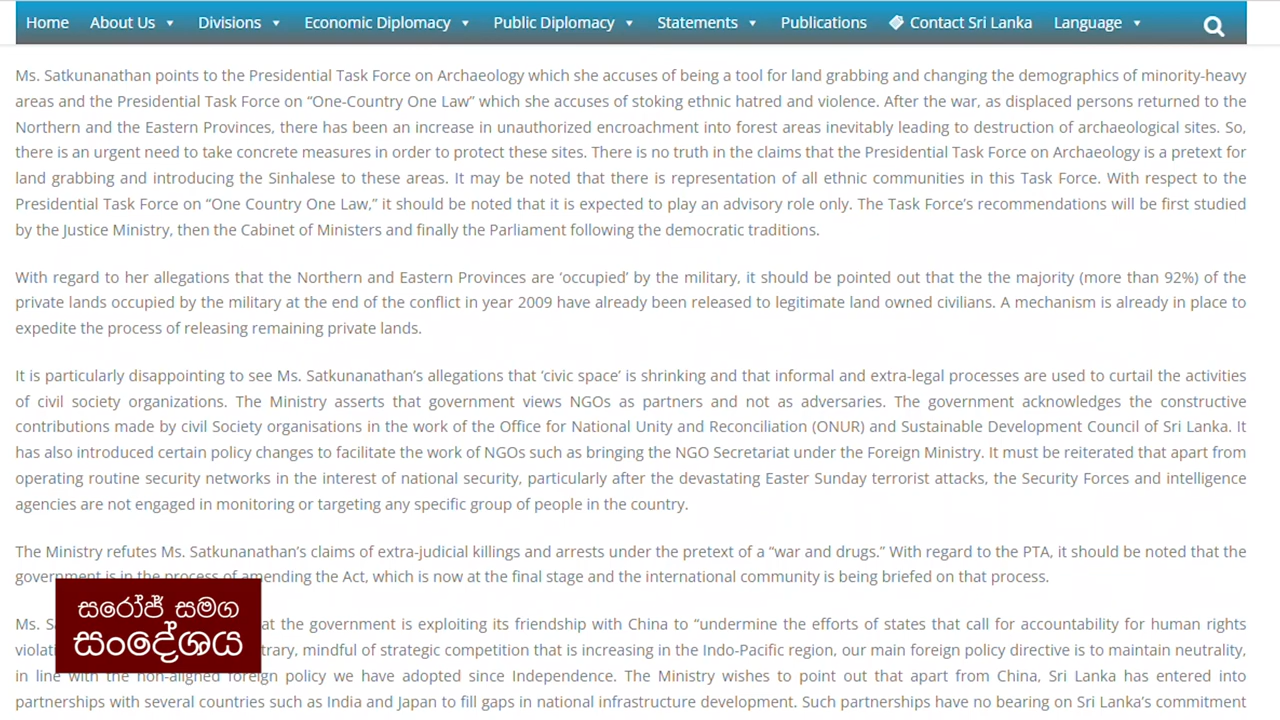 Home About Us Divisions Economic Diplomacy Public Diplomacy Statements Publications Contact Sri Lanka Language
Ms. Satkunanathan points to the Presidential Task Force on Archaeology which she accuses of being a tool for land grabbing and changing the demographics of minority-heavy
areas and the Presidential Task Force on “One-Country One Law” which she accuses of stoking ethnic hatred and violence. After the war, as displaced persons returned to the
Northern and the Eastern Provinces, there has been an increase in unauthorized encroachment into forest areas inevitably leading to destruction of archaeological sites. So,
there is an urgent need to take concrete measures in order to protect these sites. There is no truth in the claims that the Presidential Task Force on Archaeology is a pretext for
land grabbing and introducing the Sinhalese to these areas. It may be noted that there is representation of all ethnic communities in this Task Force. With respect to the
Presidential Task Force on “One Country One Law,” it should be noted that it is expected to play an advisory role only. The Task Force’s recommendations will be first studied
by the Justice Ministry, then the Cabinet of Ministers and finally the Parliament following the democratic traditions.
With regard to her allegations that the Northern and Eastern Provinces are ‘occupied’ by the military, it should be pointed out that the the majority (more than 92%) of the
private lands occupied by the military at the end of the conflict in year 2009 have already been released to legitimate land owned civilians. A mechanism is already in place to
expedite the process of releasing remaining private lands.
It is particularly disappointing to see Ms. Satkunanathan’s allegations that ‘civic space’ is shrinking and that informal and extra-legal processes are used to curtail the activities
of civil society organizations. The Ministry asserts that government views NGOs as partners and not as adversaries. The government acknowledges the constructive
contributions made by civil Society organisations in the work of the Office for National Unity and Reconciliation (ONUR) and Sustainable Development Council of Sri Lanka. It
has also introduced certain policy changes to facilitate the work of NGOs such as bringing the NGO Secretariat under the Foreign Ministry. It must be reiterated that apart from
operating routine security networks in the interest of national security, particularly after the devastating Easter Sunday terrorist attacks, the Security Forces and intelligence
agencies are not engaged in monitoring or targeting any specific group of people in the country.
The Ministry refutes Ms. Satkunanathan’s claims of extra-judicial killings and arrests under the pretext of a “war and drugs.” With regard to the PTA, it should be noted that the
government is in the process of amending the Act, which is now at the final stage and the international community is being briefed on that process.
Ms. at the government is exploiting its friendship with China to “undermine the efforts of states that call for accountability for human rights
mindful of strategic competition that is increasing in the Indo-Pacific region, our main foreign policy directive is to maintain neutrality,
in line with the non-aligned foreign policy we have adopted since Independence. The Ministry wishes to point out that apart from China, Sri Lanka has entered into
partnerships with several countries such as India and Japan to fill gaps in national infrastructure development. Such partnerships have no bearing on Sri Lanka’s commitment
සරෝජ් සමග
සංදේශය